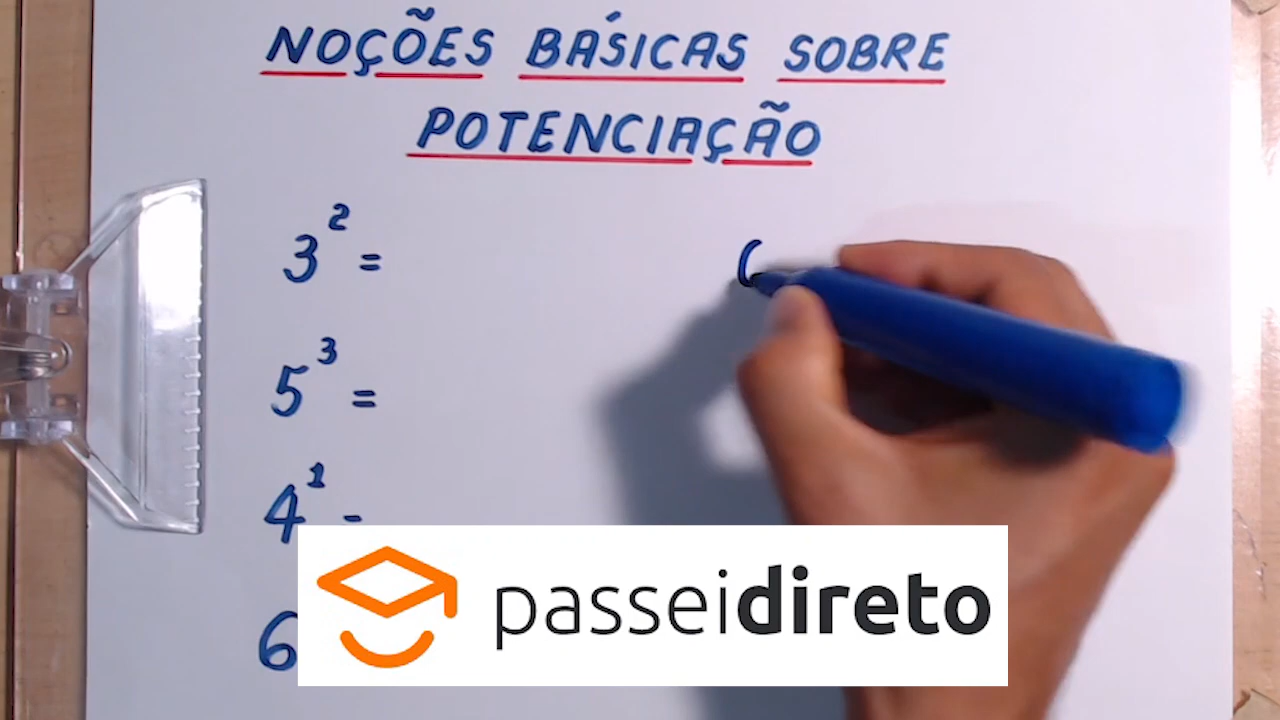 NOÇÕES BÁSICAS SOBRE
POTENCIAÇÃO
3² =
(
5³ =
4¹ =
6
passeidireto